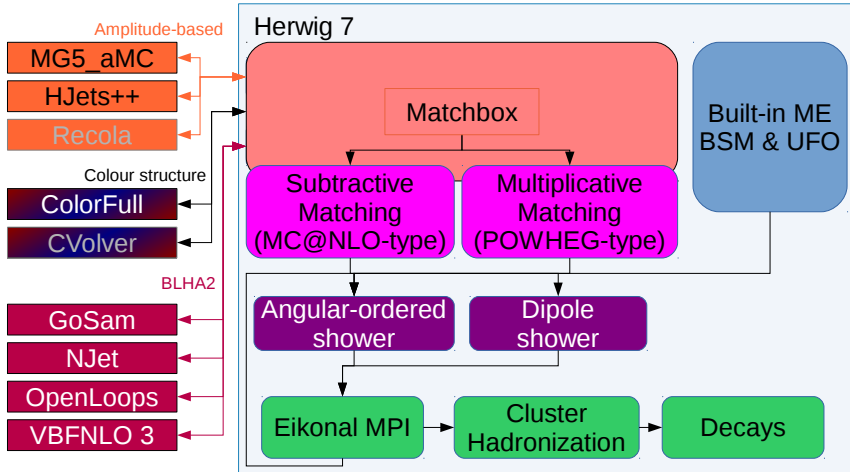 Amplitude-based
MG5_aMC
HJets++
Recola
Colour structure
ColorFull
CVolver
BLHA2
GoSam
NJet
OpenLoops
VBFNLO 3
Herwig 7
Matchbox
Built-in ME
BSM & UFO
Subtractive
Matching
(MC@NLO-type)
Multiplicative
Matching
(POWHEG-type)
Angular-ordered
shower
Dipole
shower
Eikonal MPI
Cluster
Hadronization
Decays